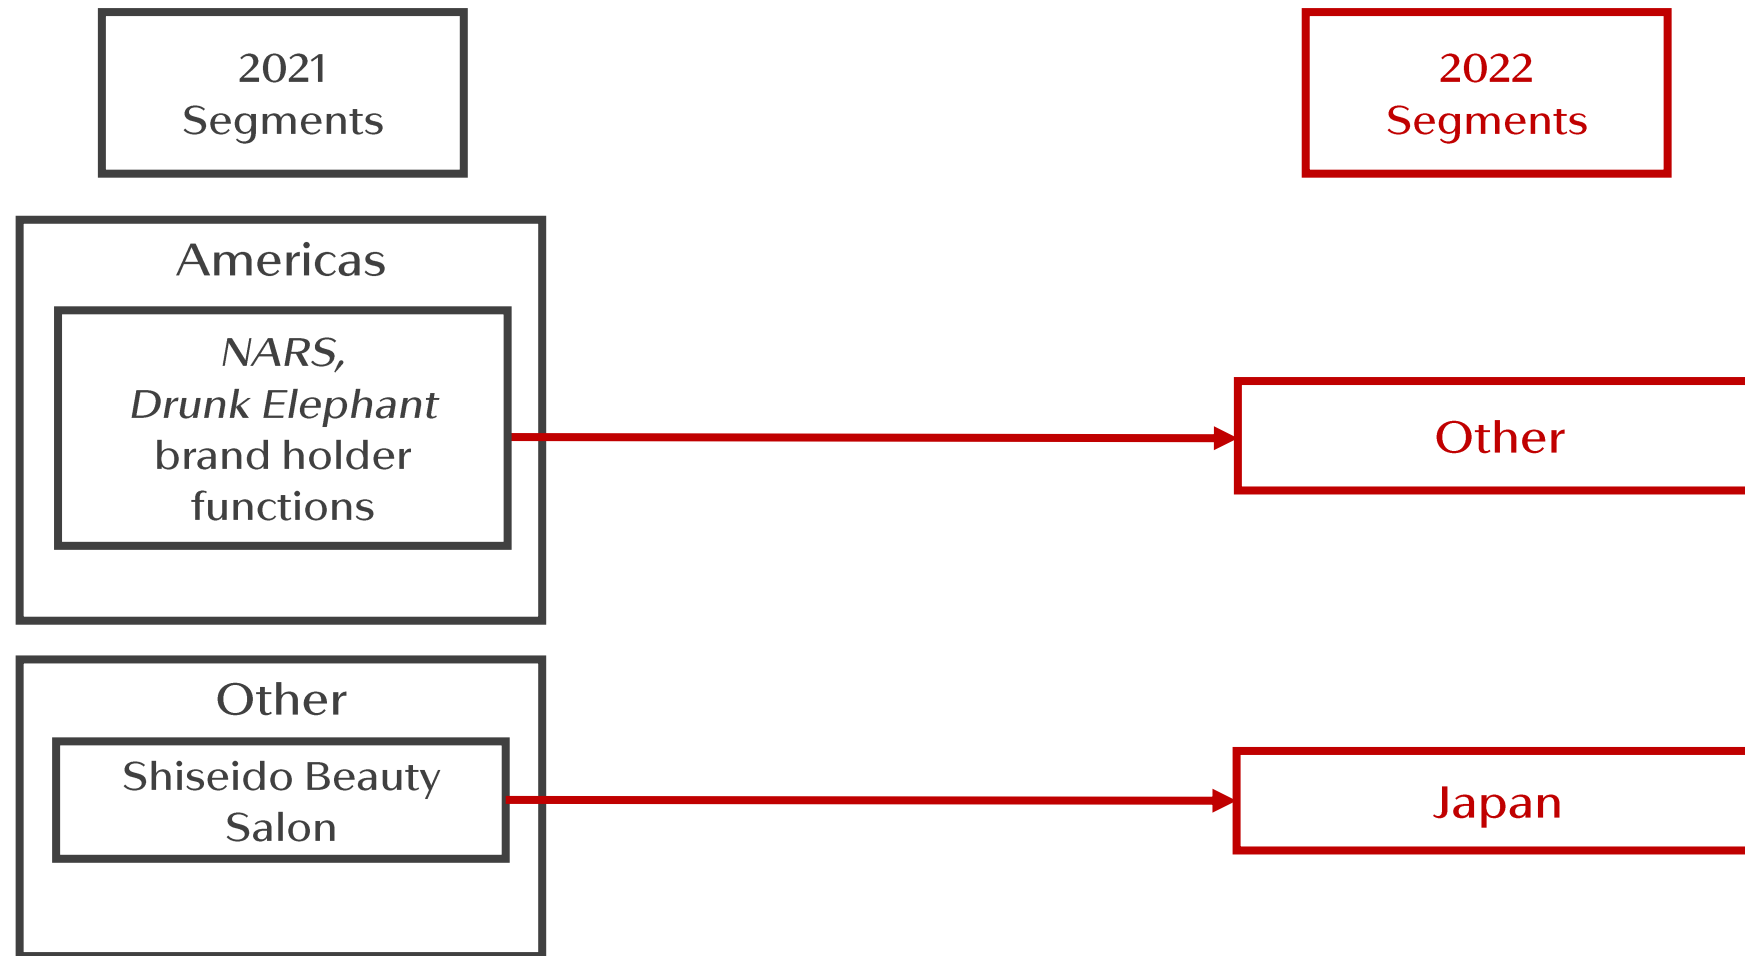 2021
Segments
2022
Segments
Americas
NARS,
Drunk Elephant
brand holder
functions
Other
Other
Shiseido Beauty
Salon
Japan